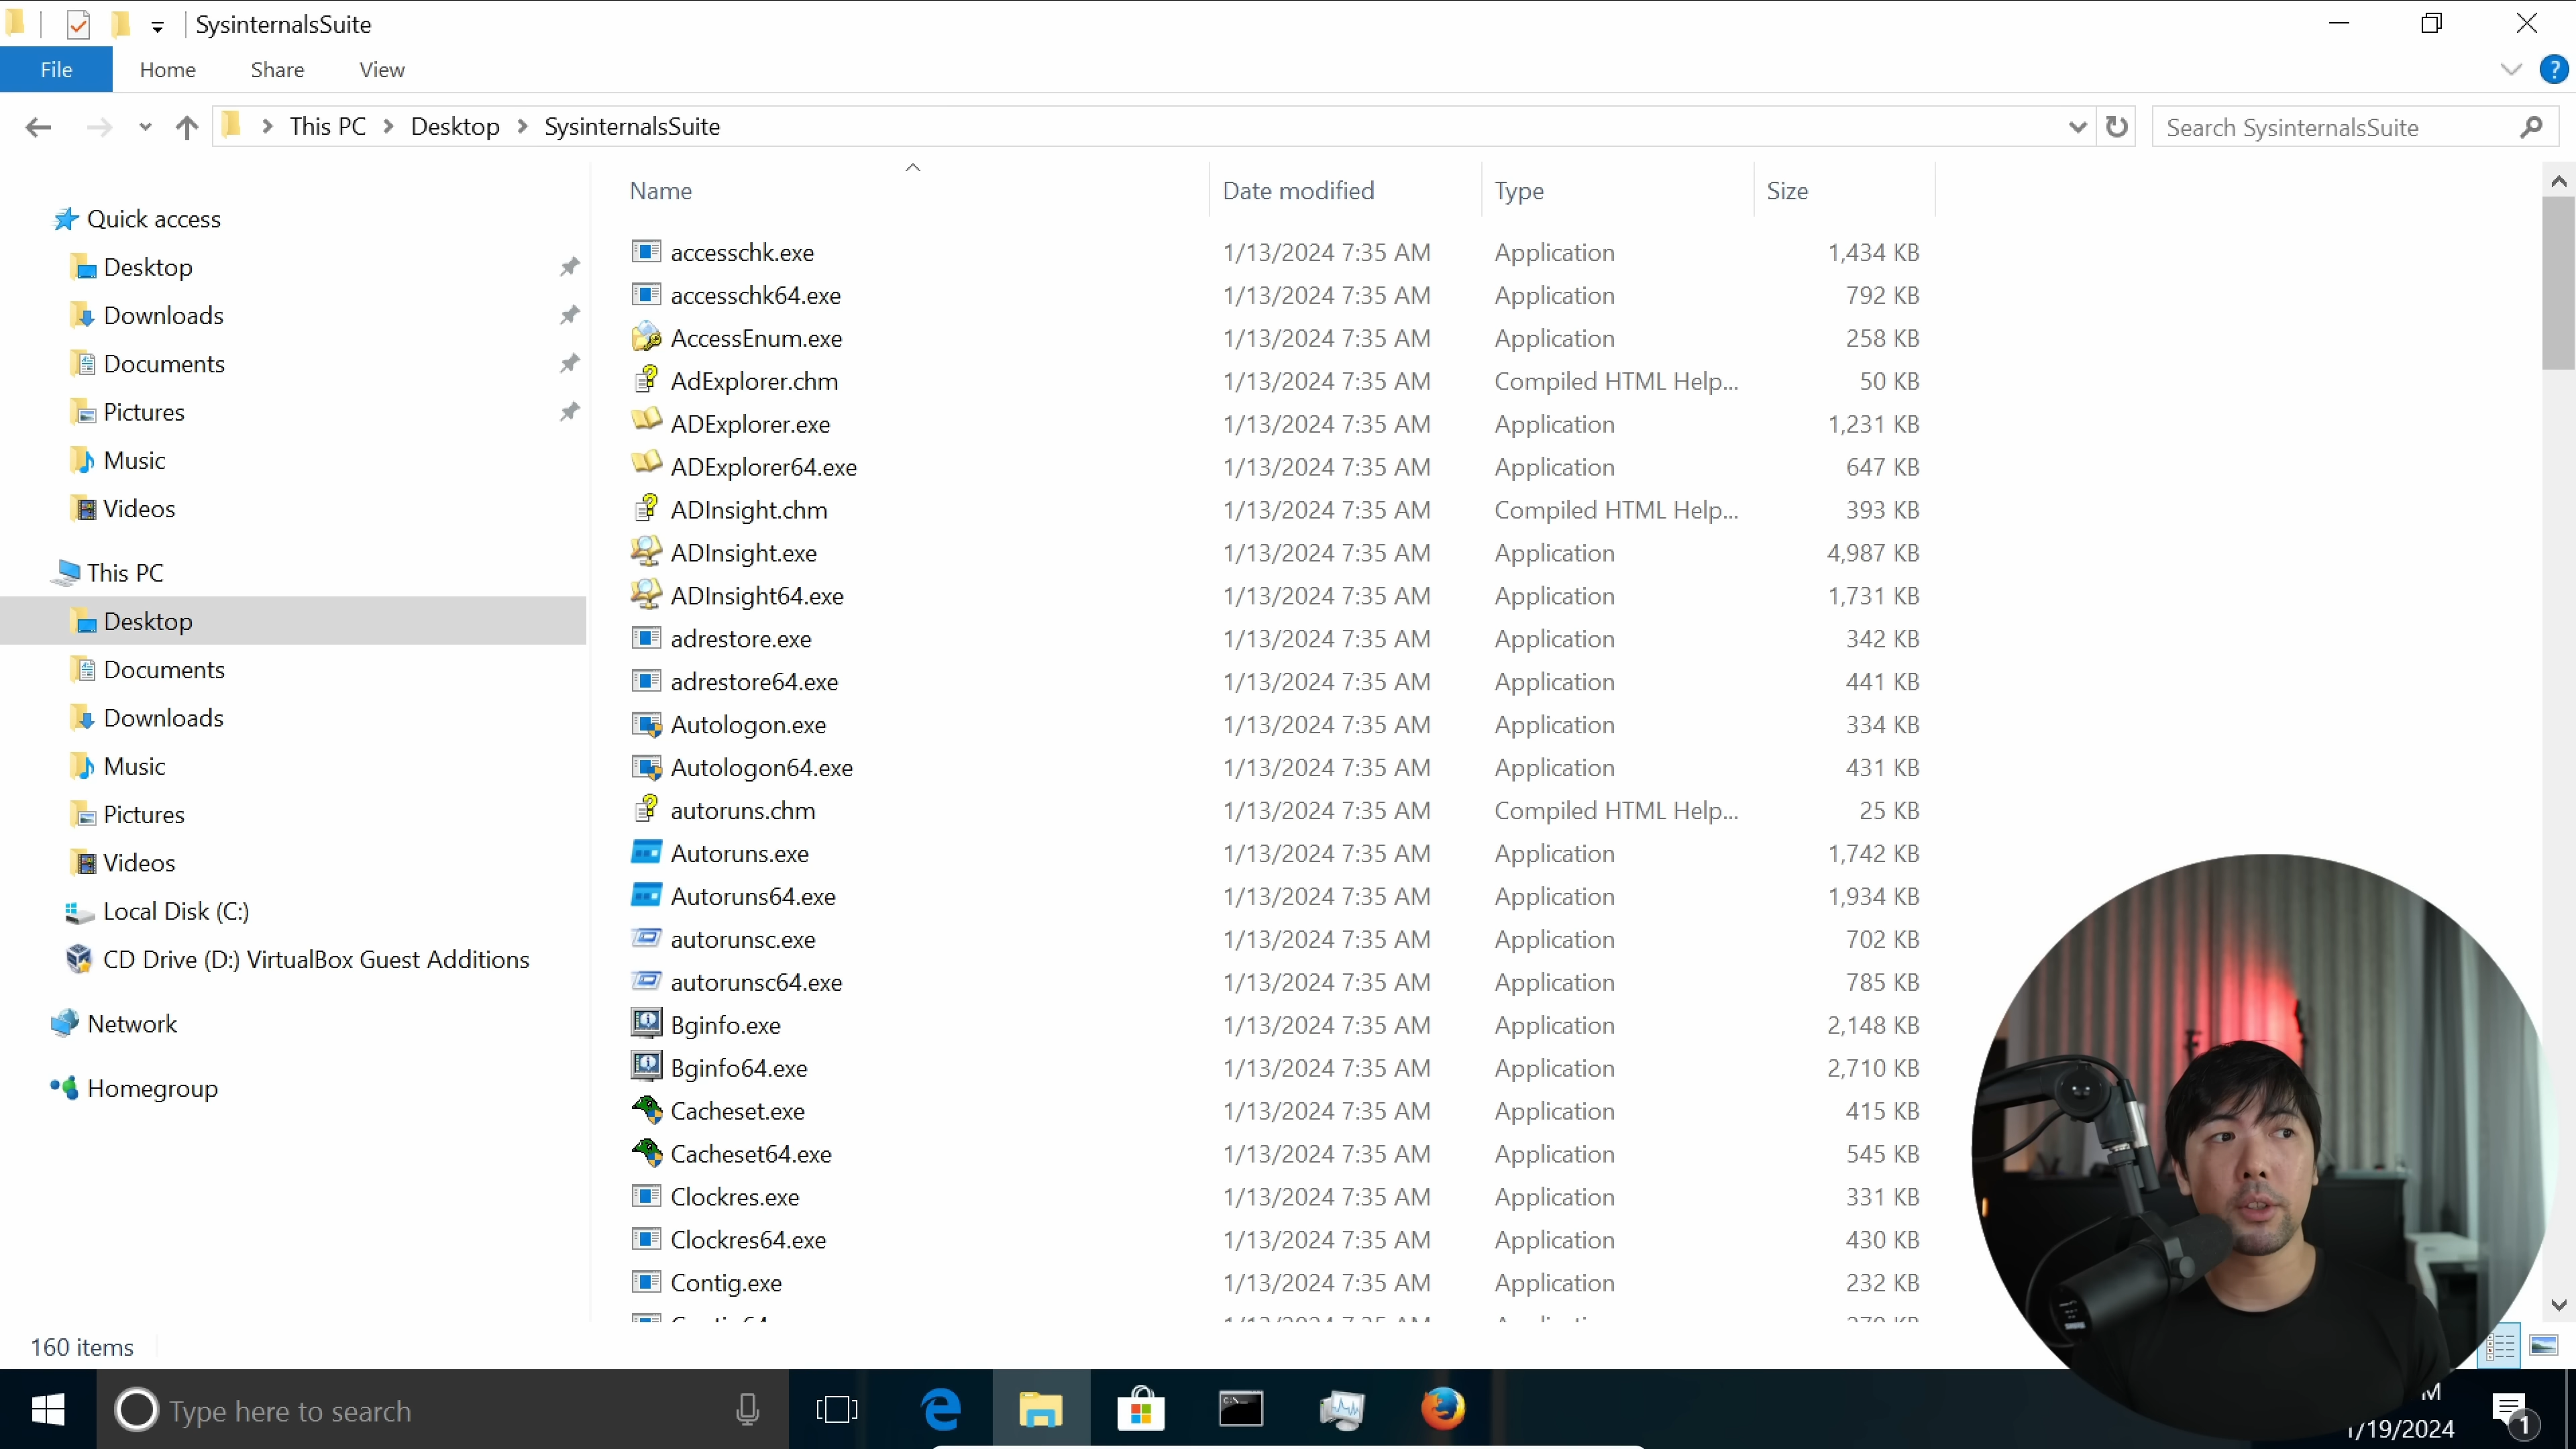 SysinternalsSuite
File Home Share View
This PC Desktop SysinternalsSuite Search SysinternalsSuite
Name Date modified Type Size
Quick access
Desktop
Downloads
Documents
Pictures
Music
Videos
This PC
Desktop
Documents
Downloads
Music
Pictures
Videos
Local Disk (C:)
CD Drive (D:) VirtualBox Guest Additions
Network
Homegroup
accesschk.exe 1/13/2024 7:35 AM Application 1,434 KB
accesschk64.exe 1/13/2024 7:35 AM Application 792 KB
AccessEnum.exe 1/13/2024 7:35 AM Application 258 KB
AdExplorer.chm 1/13/2024 7:35 AM Compiled HTML Help... 50 KB
ADExplorer.exe 1/13/2024 7:35 AM Application 1,231 KB
ADExplorer64.exe 1/13/2024 7:35 AM Application 647 KB
ADInsight.chm 1/13/2024 7:35 AM Compiled HTML Help... 393 KB
ADInsight.exe 1/13/2024 7:35 AM Application 4,987 KB
ADInsight64.exe 1/13/2024 7:35 AM Application 1,731 KB
adrestore.exe 1/13/2024 7:35 AM Application 342 KB
adrestore64.exe 1/13/2024 7:35 AM Application 441 KB
Autologon.exe 1/13/2024 7:35 AM Application 334 KB
Autologon64.exe 1/13/2024 7:35 AM Application 431 KB
autoruns.chm 1/13/2024 7:35 AM Compiled HTML Help... 25 KB
Autoruns.exe 1/13/2024 7:35 AM Application 1,742 KB
Autoruns64.exe 1/13/2024 7:35 AM Application 1,934 KB
autorunsc.exe 1/13/2024 7:35 AM Application 702 KB
autorunsc64.exe 1/13/2024 7:35 AM Application 785 KB
Bginfo.exe 1/13/2024 7:35 AM Application 2,148 KB
Bginfo64.exe 1/13/2024 7:35 AM Application 2,710 KB
Cacheset.exe 1/13/2024 7:35 AM Application 415 KB
Cacheset64.exe 1/13/2024 7:35 AM Application 545 KB
Clockres.exe 1/13/2024 7:35 AM Application 331 KB
Clockres64.exe 1/13/2024 7:35 AM Application 430 KB
Contig.exe 1/13/2024 7:35 AM Application 232 KB
160 items
Type here to search
M
1/19/2024
1